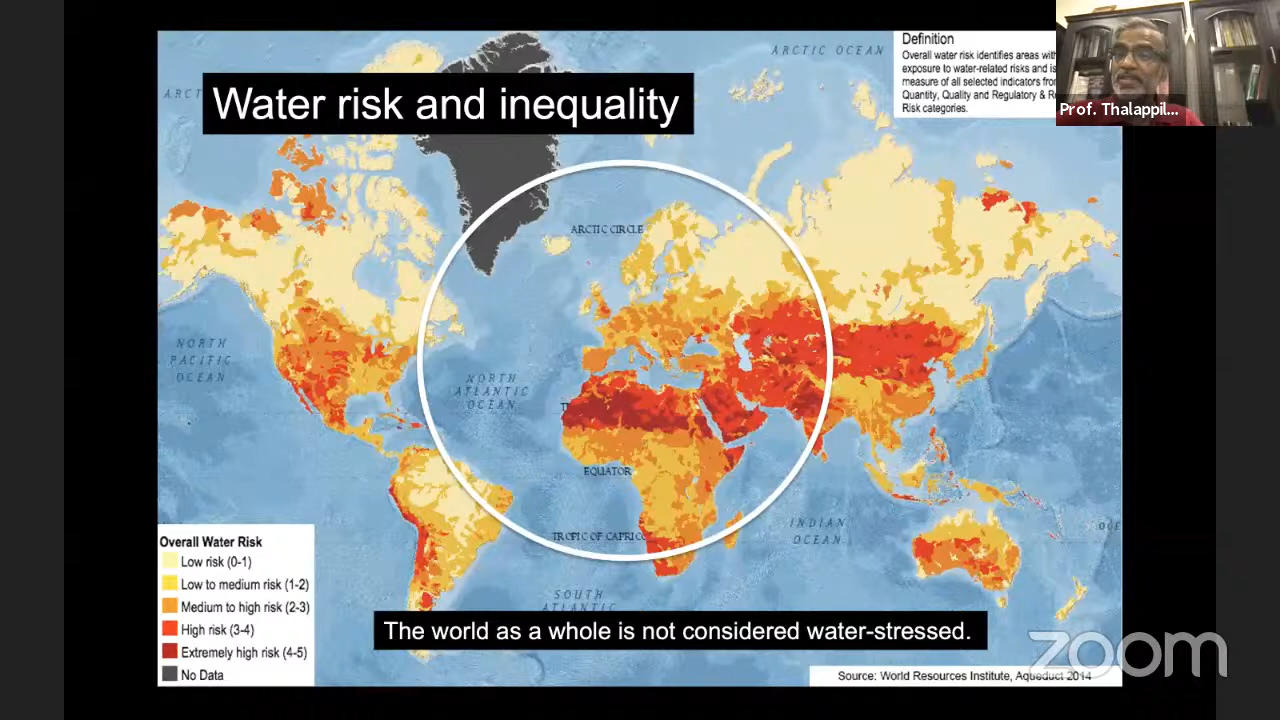 Water risk and inequality
ARCTIC OCEAN
Definition
Overall water risk identifies areas with
exposure to water-related risks and is
measure of all selected indicators from
Quantity, Quality and Regulatory &
Risk categories.
Prof. Thalappil...
ARCTIC CIRCLE
NORTH
PACIFIC
OCEAN
NORTH
ATLANTIC
OCEAN
EQUATOR
TROPIC OF CAPRIC
INDIAN
OCEAN
SOUTH
ATLANTIC
Overall Water Risk
Low risk (0-1)
Low to medium risk (1-2)
Medium to high risk (2-3)
High risk (3-4)
Extremely high risk (4-5)
No Data
The world as a whole is not considered water-stressed.
Source: World Resources Institute, Aqueduct 2014
zoom